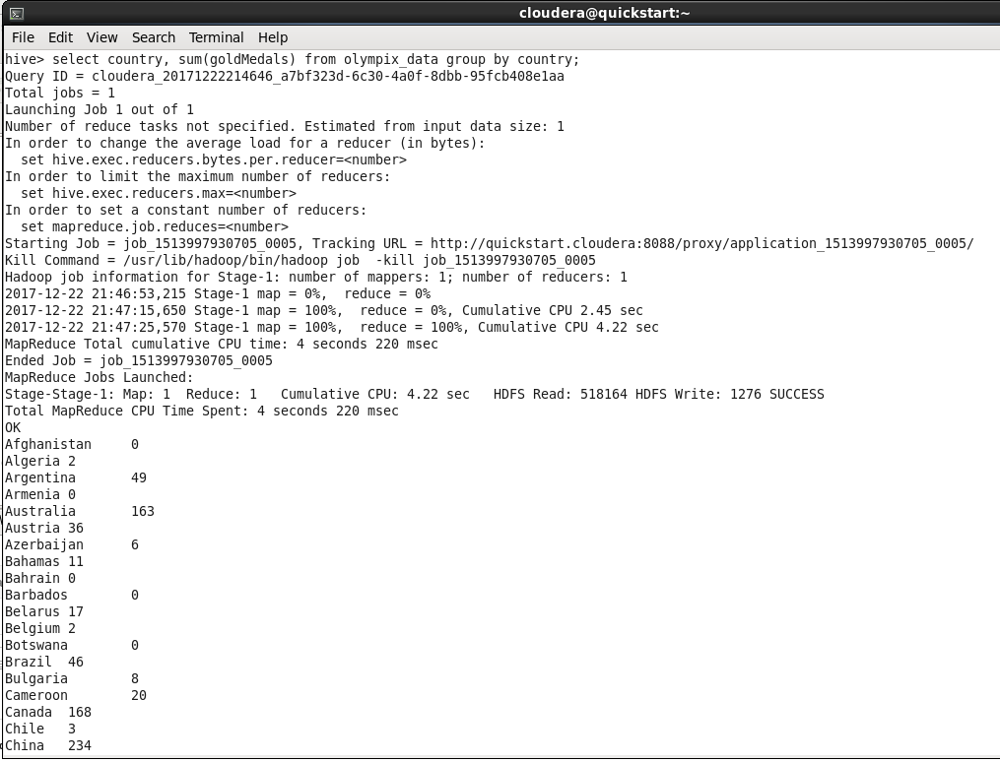 cloudera@quickstart:~
File Edit View Search Terminal Help
hive> select country, sum(goldMedals) from olympix_data group by country;
Query ID = cloudera_20171222214646_a7bf323d-6c30-4a0f-8dbb-95fcb408e1aa
Total jobs = 1
Launching Job 1 out of 1
Number of reduce tasks not specified. Estimated from input data size: 1
In order to change the average load for a reducer (in bytes):
  set hive.exec.reducers.bytes.per.reducer=<number>
In order to limit the maximum number of reducers:
  set hive.exec.reducers.max=<number>
In order to set a constant number of reducers:
  set mapreduce.job.reduces=<number>
Starting Job = job_1513997930705_0005, Tracking URL = http://quickstart.cloudera:8088/proxy/application_1513997930705_0005/
Kill Command = /usr/lib/hadoop/bin/hadoop job  -kill job_1513997930705_0005
Hadoop job information for Stage-1: number of mappers: 1; number of reducers: 1
2017-12-22 21:46:53,215 Stage-1 map = 0%,  reduce = 0%
2017-12-22 21:47:15,650 Stage-1 map = 100%,  reduce = 0%, Cumulative CPU 2.45 sec
2017-12-22 21:47:25,570 Stage-1 map = 100%,  reduce = 100%, Cumulative CPU 4.22 sec
MapReduce Total cumulative CPU time: 4 seconds 220 msec
Ended Job = job_1513997930705_0005
MapReduce Jobs Launched:
Stage-Stage-1: Map: 1  Reduce: 1   Cumulative CPU: 4.22 sec   HDFS Read: 518164 HDFS Write: 1276 SUCCESS
Total MapReduce CPU Time Spent: 4 seconds 220 msec
OK
Afghanistan     0
Algeria 2
Argentina       49
Armenia 0
Australia       163
Austria 36
Azerbaijan      6
Bahamas 11
Bahrain 0
Barbados        0
Belarus 17
Belgium 2
Botswana        0
Brazil  46
Bulgaria        8
Cameroon        20
Canada  168
Chile   3
China   234